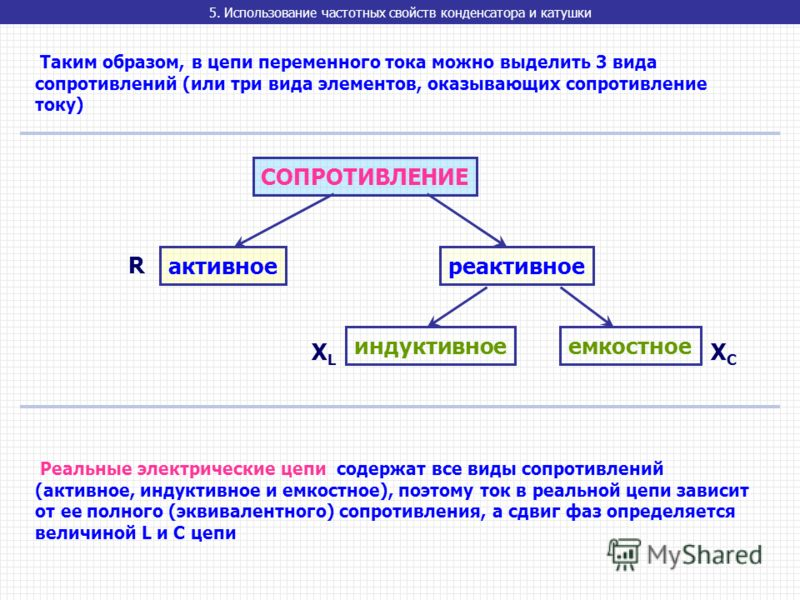 5. Использование частотных свойств конденсатора и катушки
Таким образом, в цепи переменного тока можно выделить 3 вида
сопротивлений (или три вида элементов, оказывающих сопротивление
току)
СОПРОТИВЛЕНИЕ
R активное реактивное
XL индуктивное емкостное XC
Реальные электрические цепи содержат все виды сопротивлений
(активное, индуктивное и емкостное), поэтому ток в реальной цепи зависит
от ее полного (эквивалентного) сопротивления, а сдвиг фаз определяется
величиной L и C цепи
MyShared